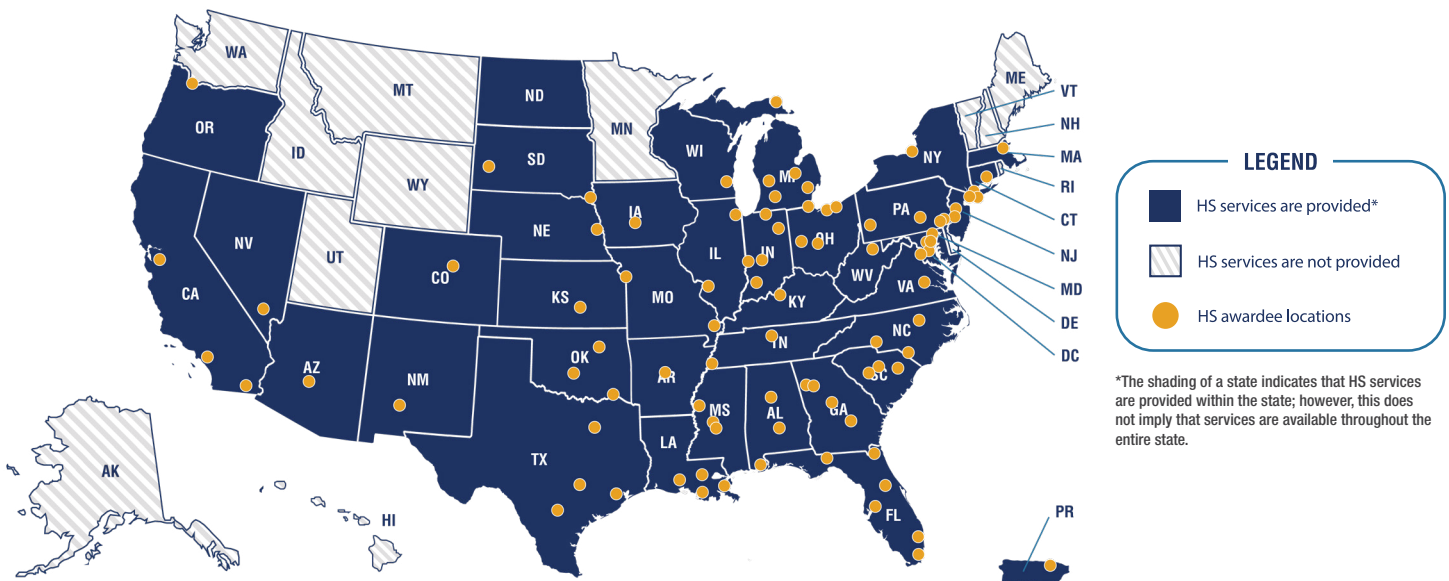 WA
MT
ND
MN
ME
VT
NH
MA
RI
CT
NJ
MD
DE
DC
OR
ID
SD
WI
MI
NY
WY
NE
IA
PA
NV
UT
CO
IL
IN
OH
WV
VA
CA
KS
MO
KY
NC
AZ
NM
OK
AR
TN
SC
MS
AL
GA
TX
LA
FL
AK
HI
PR
LEGEND
HS services are provided*
HS services are not provided
HS awardee locations
*The shading of a state indicates that HS services
are provided within the state; however, this does
not imply that services are available throughout the
entire state.